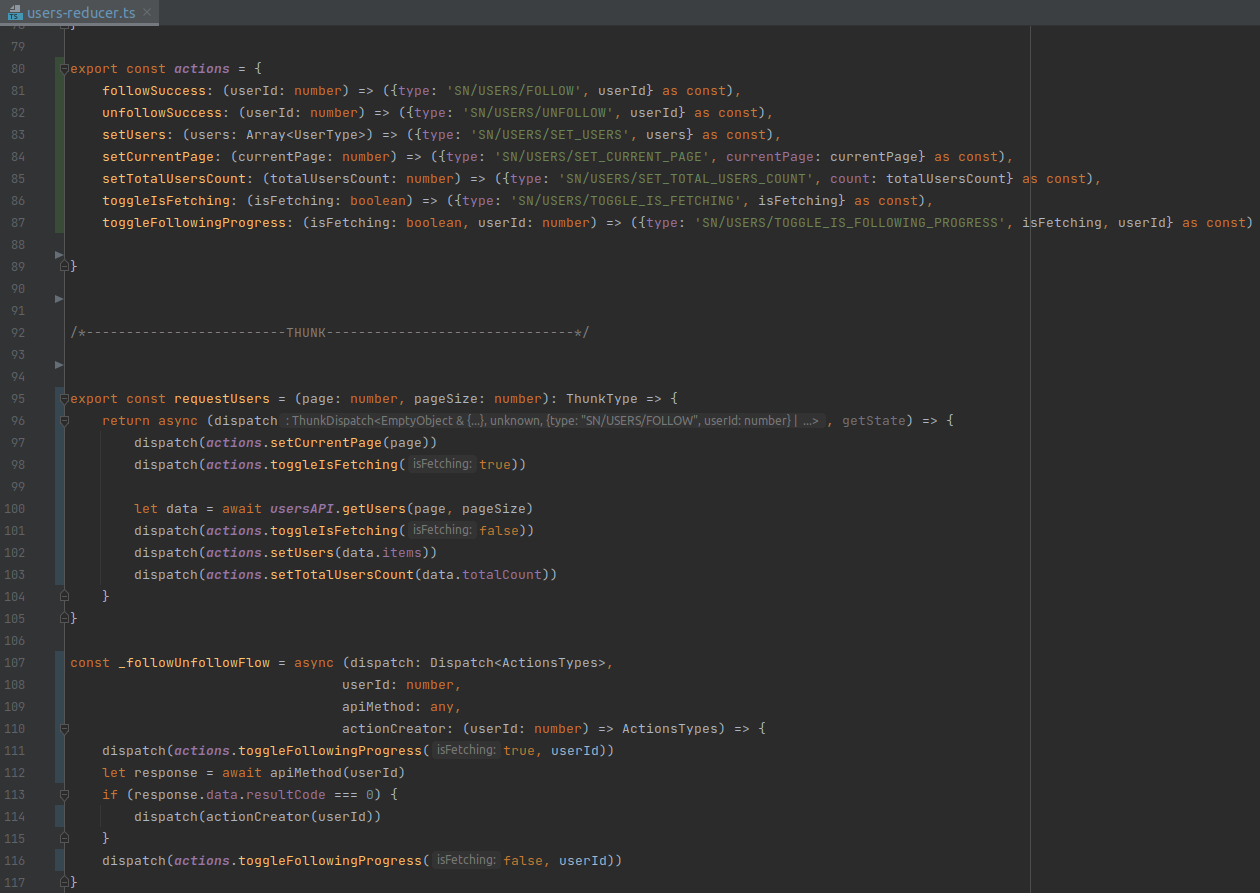 users-reducer.ts
79
80 export const actions = {
81 followSuccess: (userId: number) => ({type: 'SN/USERS/FOLLOW', userId} as const),
82 unfollowSuccess: (userId: number) => ({type: 'SN/USERS/UNFOLLOW', userId} as const),
83 setUsers: (users: Array<UserType>) => ({type: 'SN/USERS/SET_USERS', users} as const),
84 setCurrentPage: (currentPage: number) => ({type: 'SN/USERS/SET_CURRENT_PAGE', currentPage: currentPage} as const),
85 setTotalUsersCount: (totalUsersCount: number) => ({type: 'SN/USERS/SET_TOTAL_USERS_COUNT', count: totalUsersCount} as const),
86 toggleIsFetching: (isFetching: boolean) => ({type: 'SN/USERS/TOGGLE_IS_FETCHING', isFetching} as const),
87 toggleFollowingProgress: (isFetching: boolean, userId: number) => ({type: 'SN/USERS/TOGGLE_IS_FOLLOWING_PROGRESS', isFetching, userId} as const)
88
89 }
90
91
92 /*-------------------------THUNK-------------------------------*/
93
94
95 export const requestUsers = (page: number, pageSize: number): ThunkType => {
96 return async (dispatch : ThunkDispatch<EmptyObject & {...}, unknown, {type: "SN/USERS/FOLLOW", userId: number} | ...> , getState) => {
97 dispatch(actions.setCurrentPage(page))
98 dispatch(actions.toggleIsFetching( isFetching: true))
99
100 let data = await usersAPI.getUsers(page, pageSize)
101 dispatch(actions.toggleIsFetching( isFetching: false))
102 dispatch(actions.setUsers(data.items))
103 dispatch(actions.setTotalUsersCount(data.totalCount))
104 }
105 }
106
107 const _followUnfollowFlow = async (dispatch: Dispatch<ActionsTypes>,
108 userId: number,
109 apiMethod: any,
110 actionCreator: (userId: number) => ActionsTypes) => {
111 dispatch(actions.toggleFollowingProgress( isFetching: true, userId))
112 let response = await apiMethod(userId)
113 if (response.data.resultCode === 0) {
114 dispatch(actionCreator(userId))
115 }
116 dispatch(actions.toggleFollowingProgress( isFetching: false, userId))
117 }